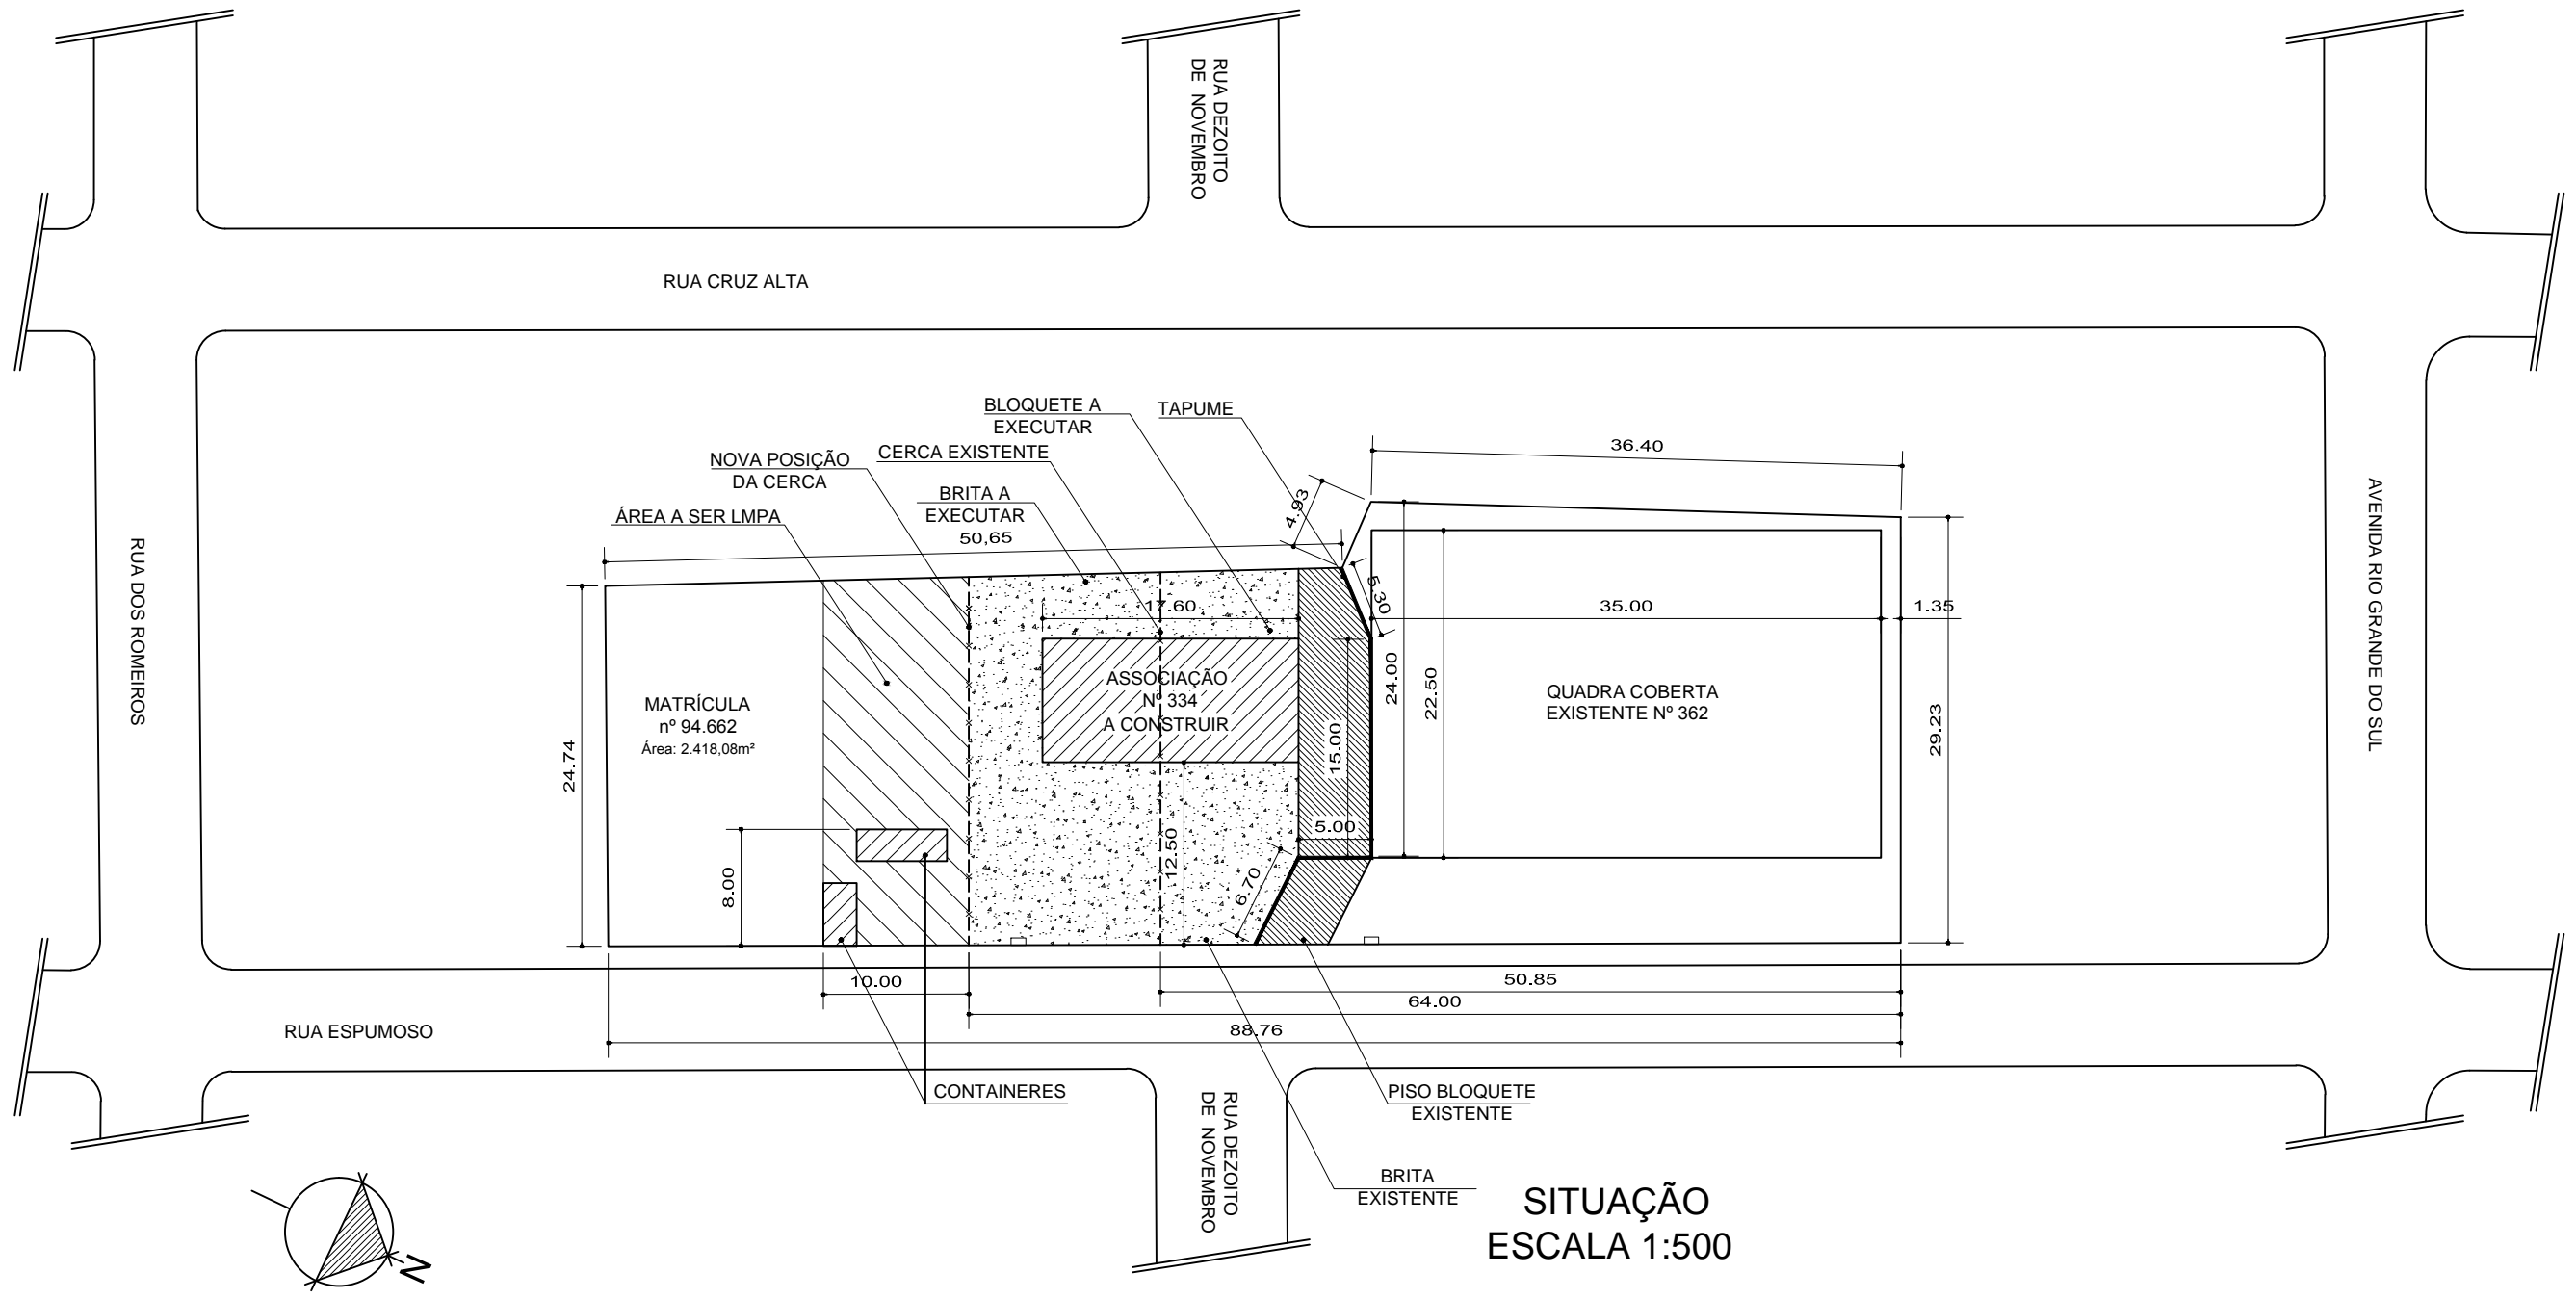 RUA DEZOITO
DE NOVEMBRO
RUA CRUZ ALTA
BLOQUETE A
EXECUTAR
TAPUME
NOVA POSIÇÃO
DA CERCA
CERCA EXISTENTE
36.40
BRITA A
EXECUTAR
ÁREA A SER LMPA
50,65
4.93
5.30
RUA DOS ROMEIROS
AVENIDA RIO GRANDE DO SUL
17.60
35.00
1.35
MATRÍCULA
nº 94.662
Área: 2.418,08m²
ASSOCIAÇÃO
Nº 334
A CONSTRUIR
QUADRA COBERTA
EXISTENTE Nº 362
24.74
24.00
22.50
15.00
29.23
8.00
12.50
5.00
6.70
10.00
50.85
64.00
88.76
RUA ESPUMOSO
CONTAINERES
PISO BLOQUETE
EXISTENTE
RUA DEZOITO
DE NOVEMBRO
BRITA
EXISTENTE
SITUAÇÃO
ESCALA 1:500
N